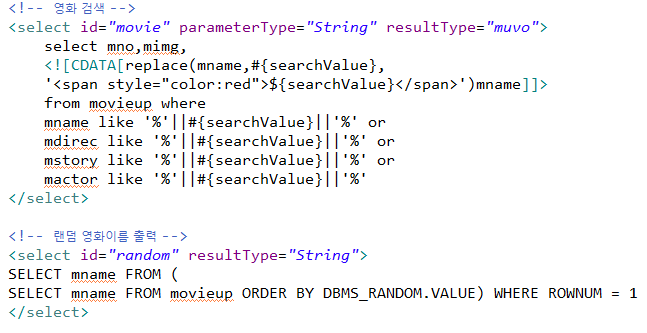 <!-- 영화 검색 -->
<select id="movie" parameterType="String" resultType="muvo">
select mno,mimg,
<![CDATA[replace(mname,#{searchValue},
'<span style="color:red">${searchValue}</span>')mname]]>
from movieup where
mname like '%'||#{searchValue}||'%' or
mdirec like '%'||#{searchValue}||'%' or
mstory like '%'||#{searchValue}||'%' or
mactor like '%'||#{searchValue}||'%'
</select>
<!-- 랜덤 영화이름 출력 -->
<select id="random" resultType="String">
SELECT mname FROM (
SELECT mname FROM movieup ORDER BY DBMS_RANDOM.VALUE) WHERE ROWNUM = 1
</select>